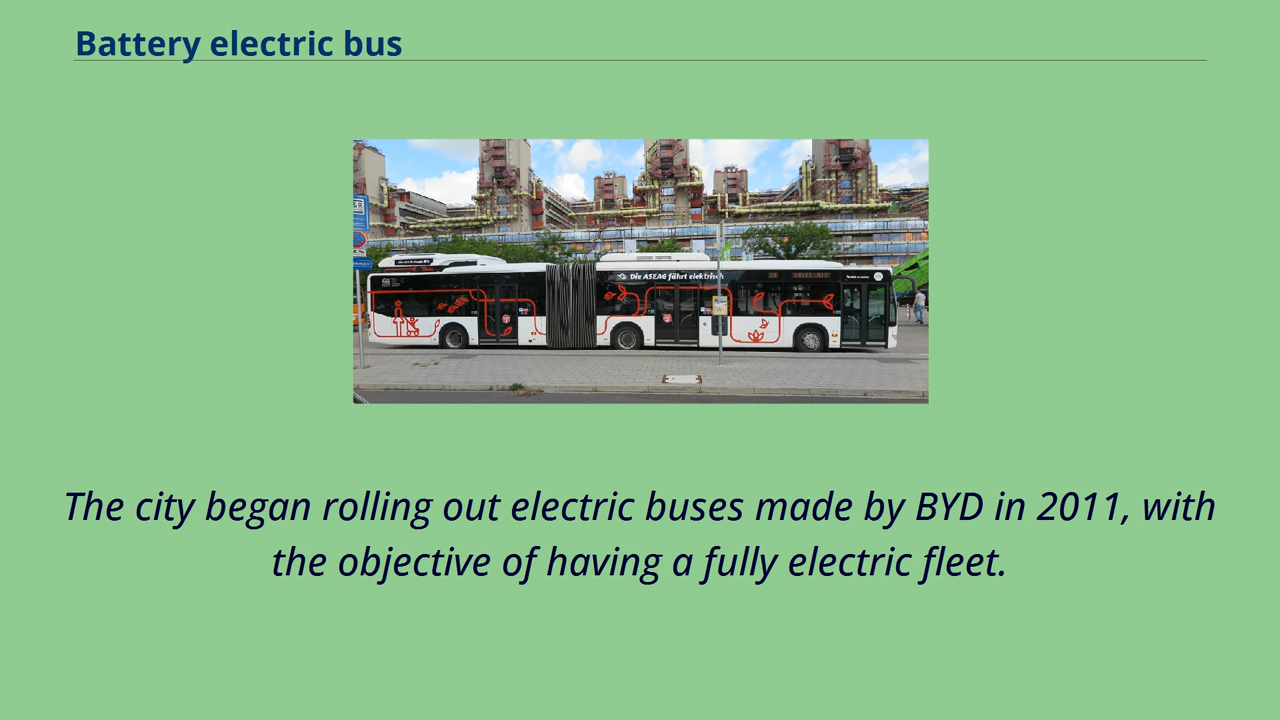 Battery electric bus
Die ASEAG fährt elektrisch
The city began rolling out electric buses made by BYD in 2011, with
the objective of having a fully electric fleet.